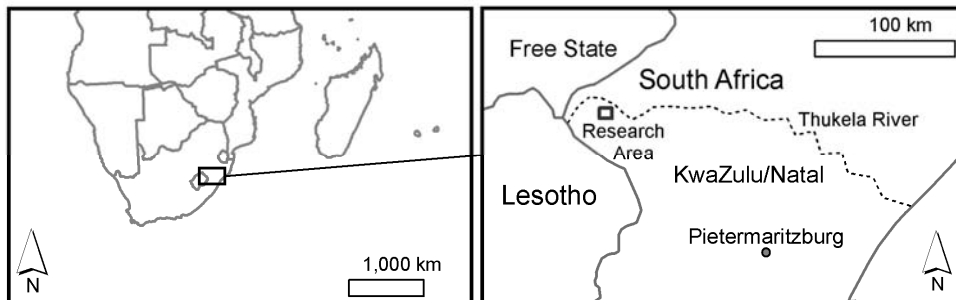 1,000 km
N
100 km
Free State
South Africa
Thukela River
Research
Area
KwaZulu/Natal
Lesotho
Pietermaritzburg
N